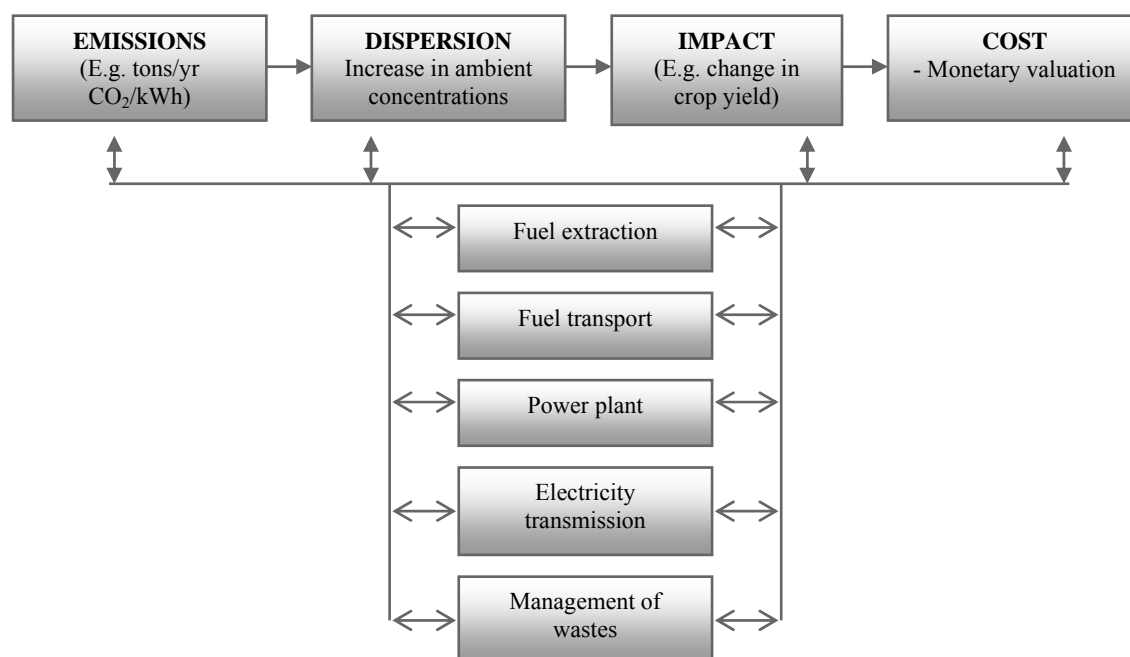 EMISSIONS
(E.g. tons/yr
CO₂/kWh)
DISPERSION
Increase in ambient
concentrations
IMPACT
(E.g. change in
crop yield)
COST
- Monetary valuation
Fuel extraction
Fuel transport
Power plant
Electricity
transmission
Management of
wastes